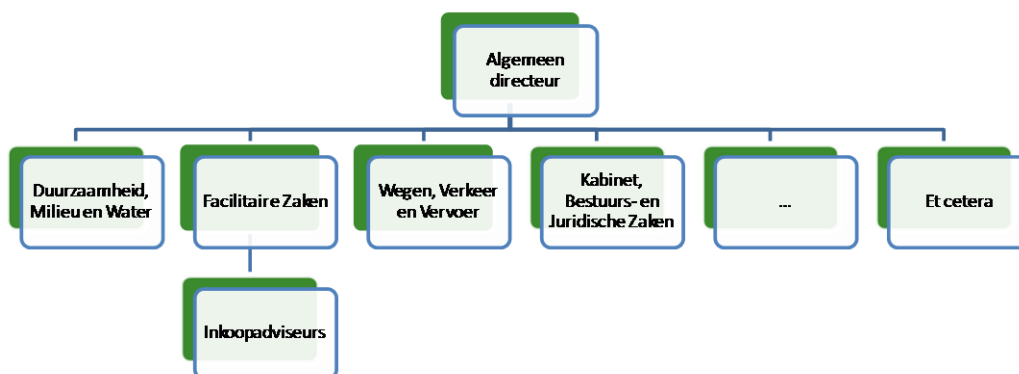 Algemeen
directeur
Duurzaamheid,
Milieu en Water
Facilitaire Zaken
Wegen, Verkeer
en Vervoer
Kabinet,
Bestuurs- en
Juridische Zaken
...
Et cetera
Inkoopadviseurs